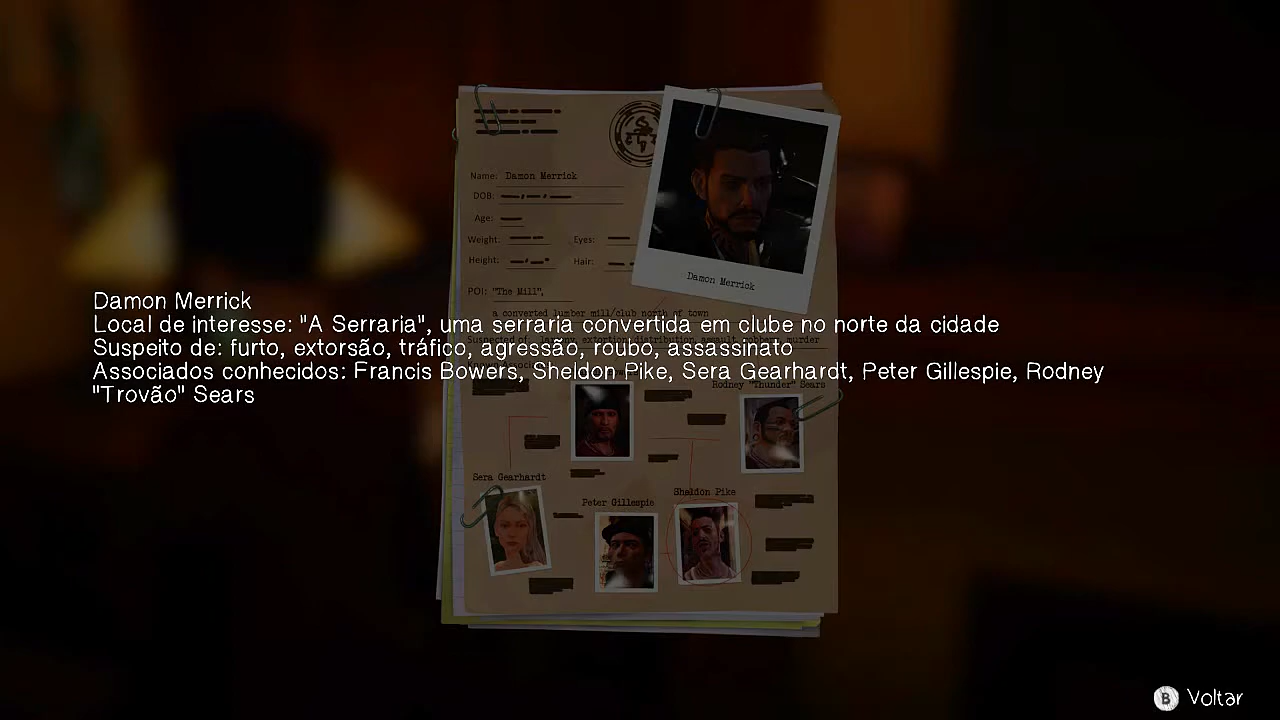 Name: Damon Merrick
DOB:
Age:
Weight: Eyes:
Height: Hair:
Damon Merrick
POI: "The Mill",
a converted lumber mill/club north of town
Damon Merrick
Local de interesse: "A Serraria", uma serraria convertida em clube no norte da cidade
Suspeito de: furto, extorsão, tráfico, agressão, roubo, assassinato
Associados conhecidos: Francis Bowers, Sheldon Pike, Sera Gearhardt, Peter Gillespie, Rodney
"Trovão" Sears
Rodney "Thunder" Sears
Sera Gearhardt
Peter Gillespie
Sheldon Pike
B Voltar